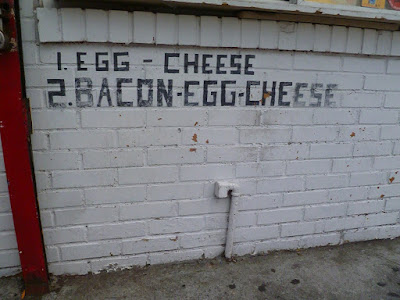 1. EGG - CHEESE
2. BACON-EGG-CHEESE